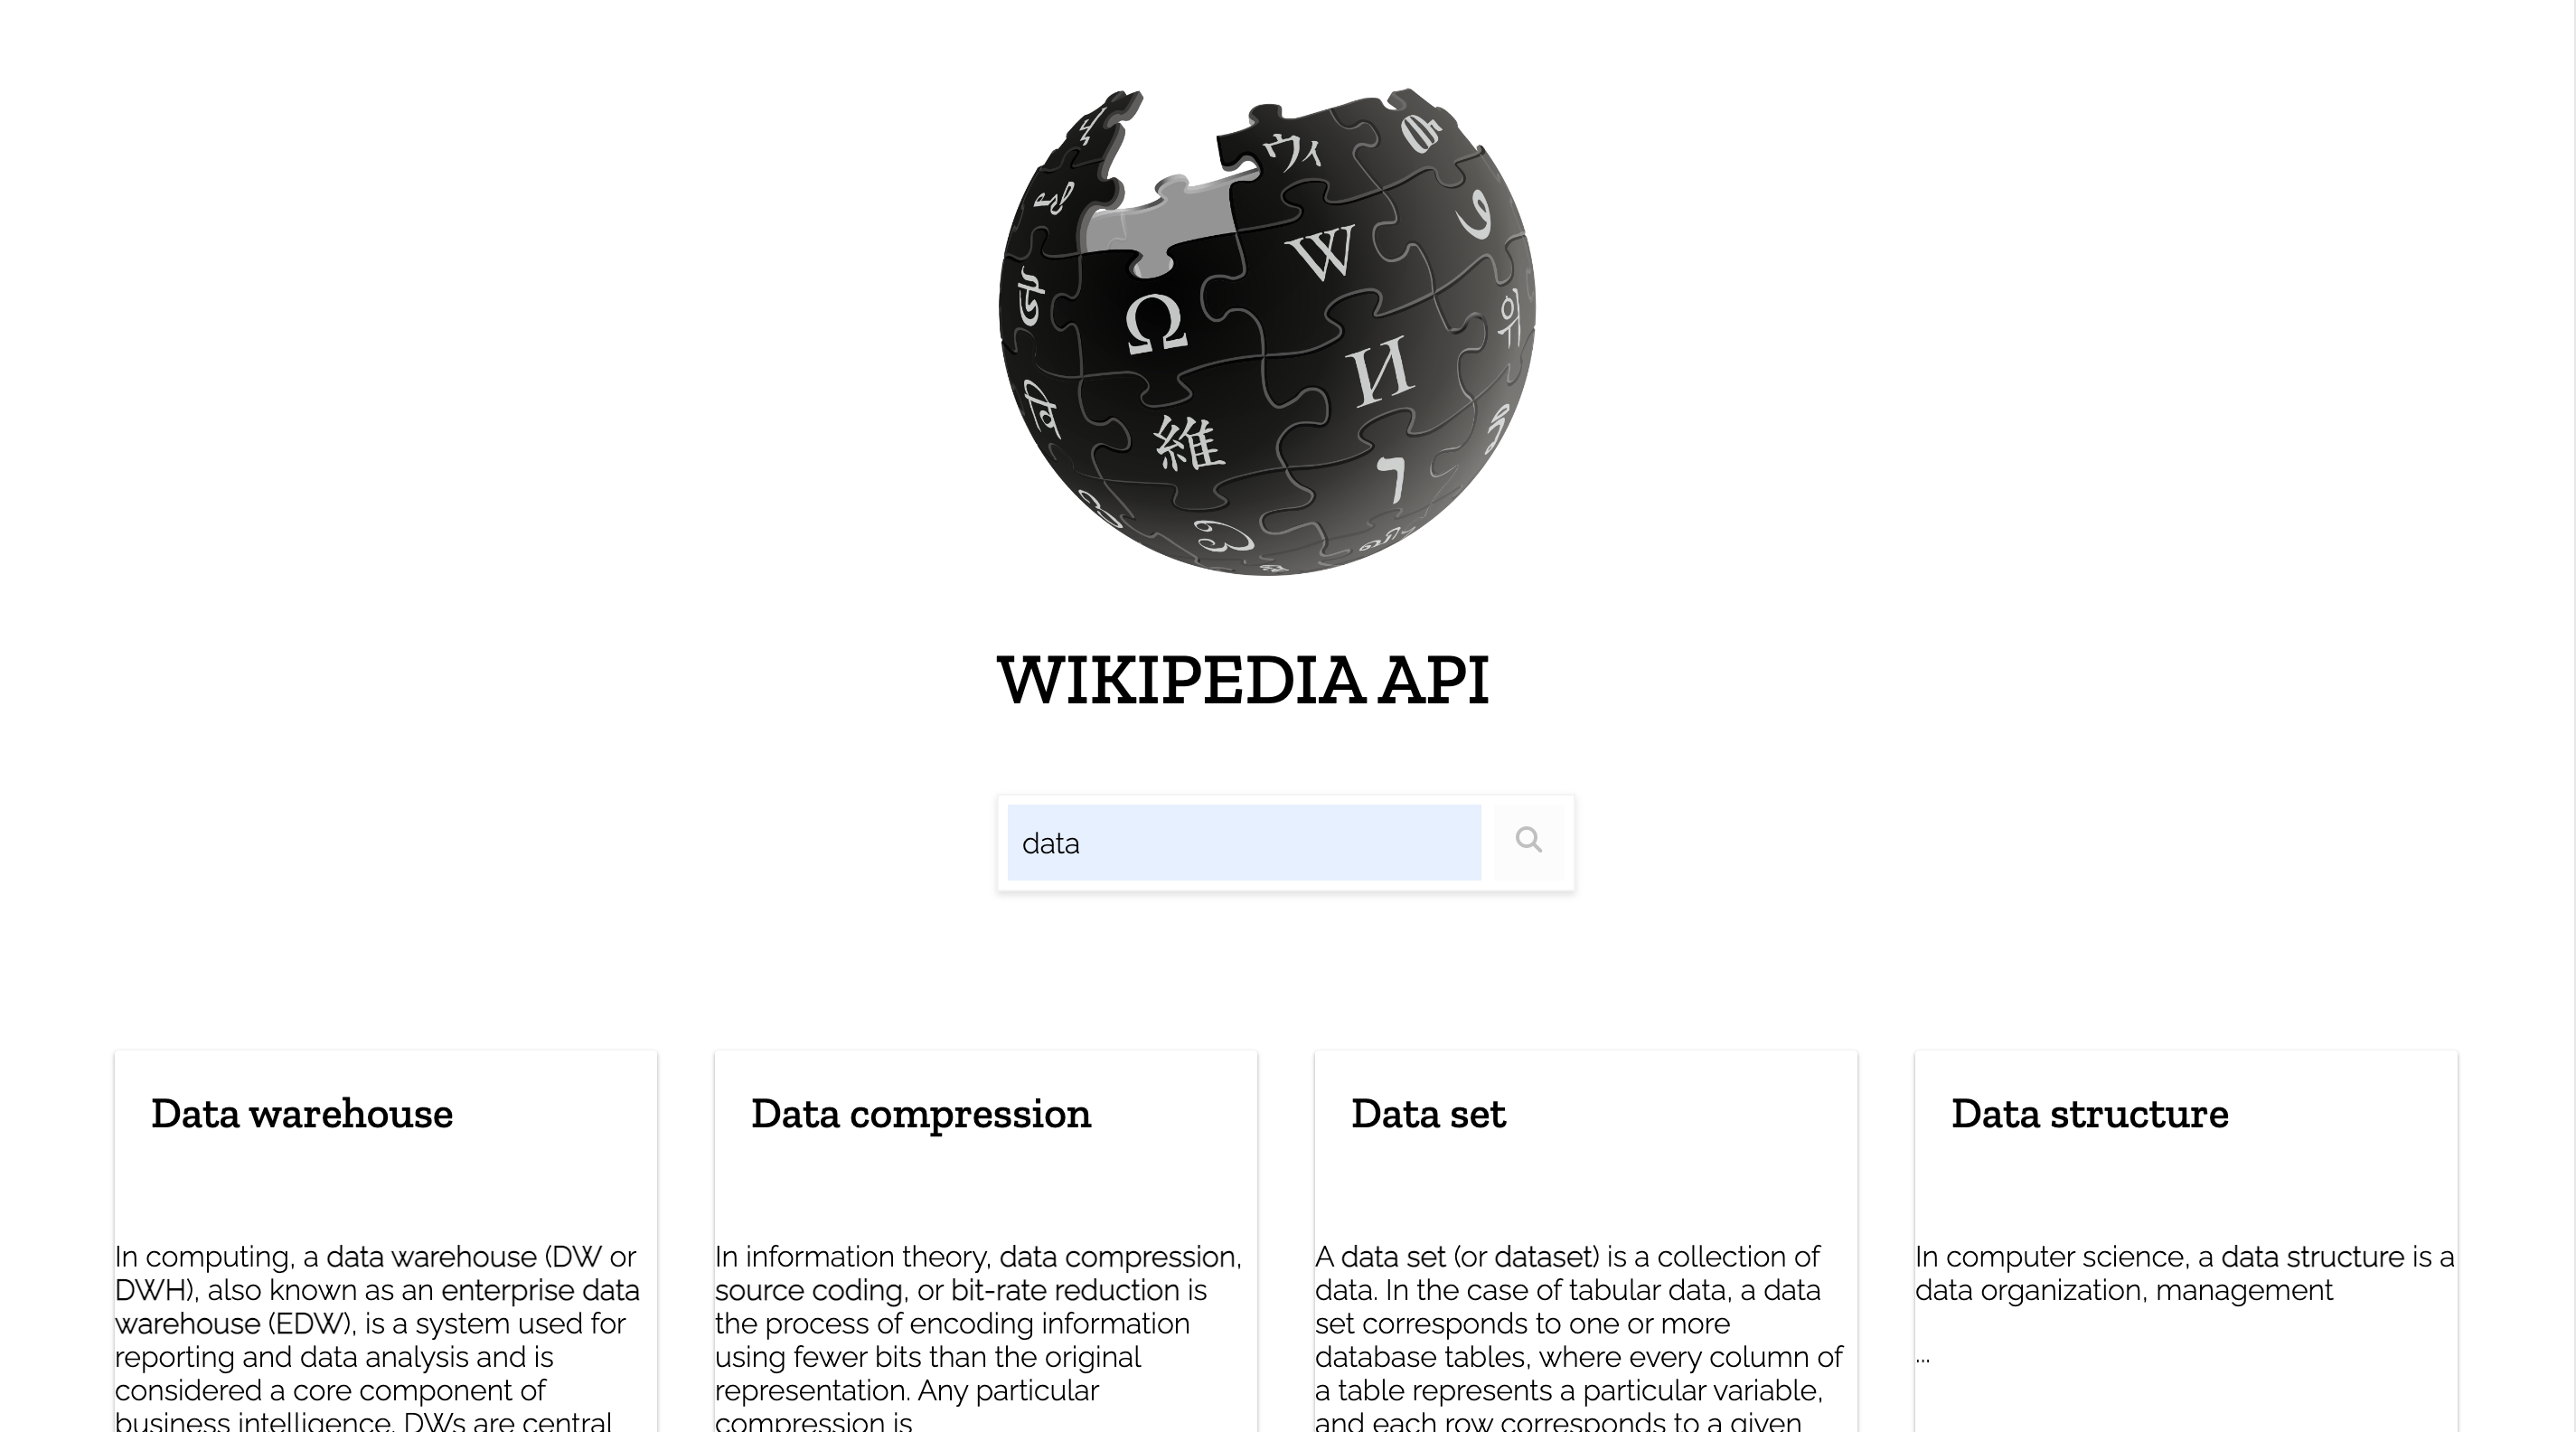 ウィ
W
Ω
И
위
維
ר
WIKIPEDIA API
data
Data warehouse
In computing, a data warehouse (DW or
DWH), also known as an enterprise data
warehouse (EDW), is a system used for
reporting and data analysis and is
considered a core component of
business intelligence. DWs are central
Data compression
In information theory, data compression,
source coding, or bit-rate reduction is
the process of encoding information
using fewer bits than the original
representation. Any particular
compression is
Data set
A data set (or dataset) is a collection of
data. In the case of tabular data, a data
set corresponds to one or more
database tables, where every column of
a table represents a particular variable,
and each row corresponds to a given
Data structure
In computer science, a data structure is a
data organization, management
...